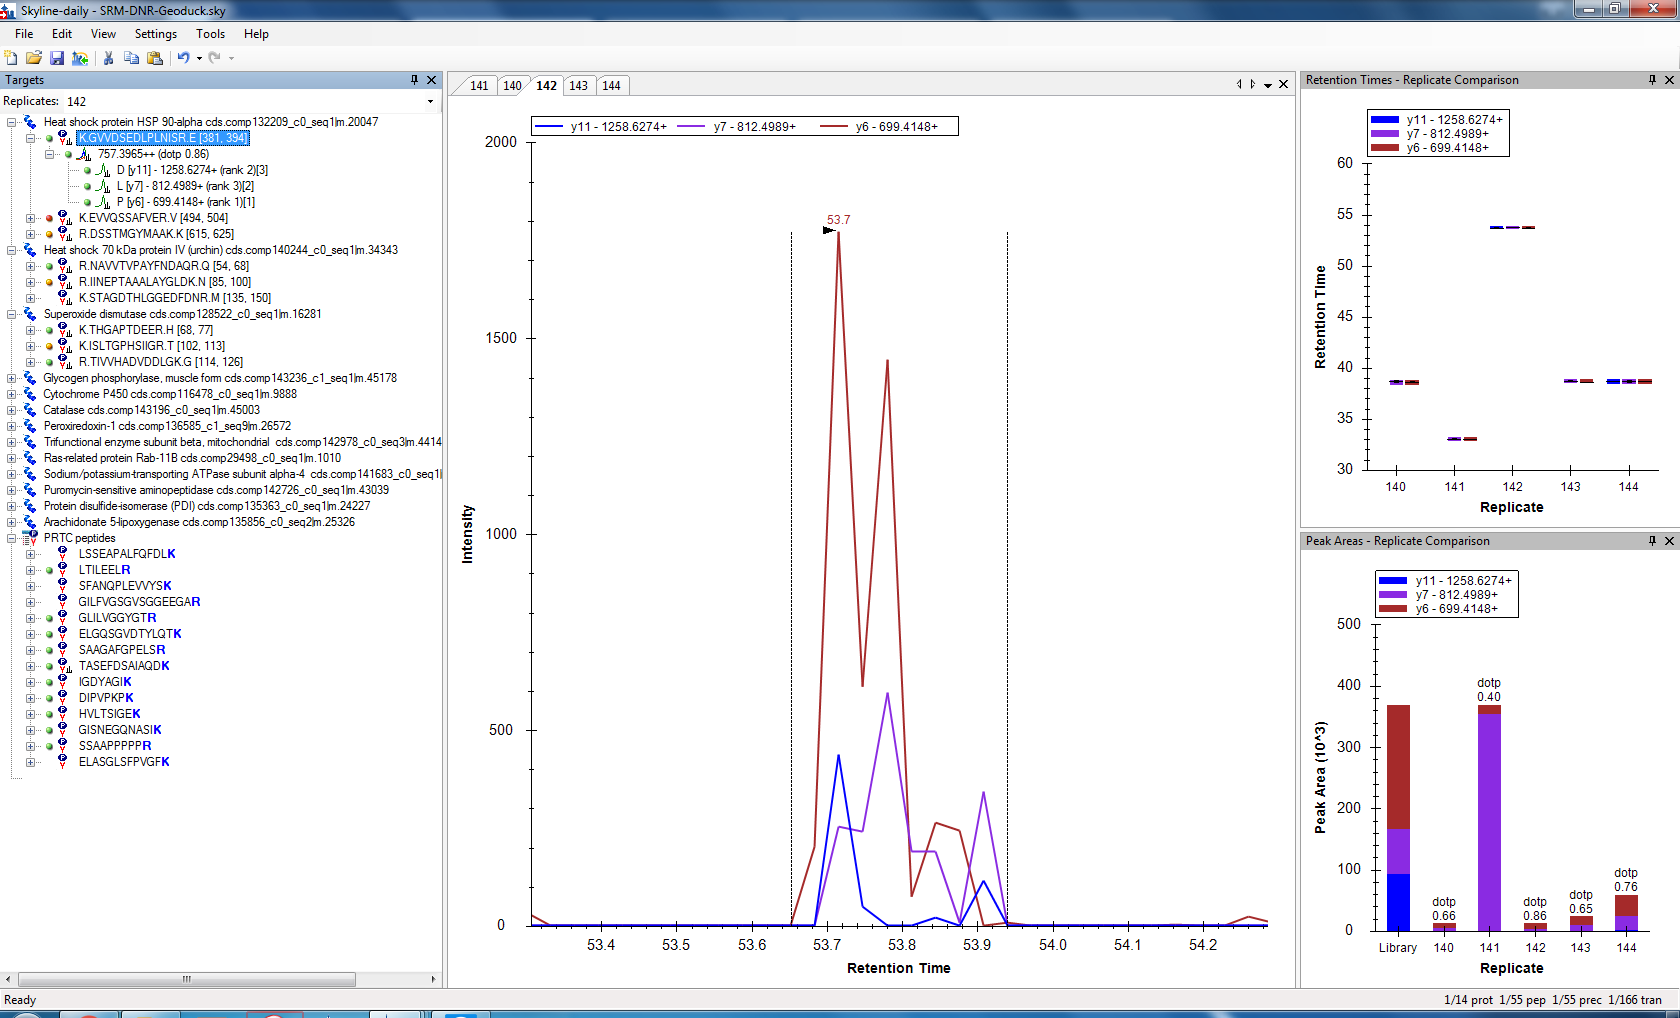 Skyline-daily - SRM-DNR-Geoduck.sky
File Edit View Settings Tools Help
Targets
Replicates: 142
Heat shock protein HSP 90-alpha cds.comp132209_c0_seq1|m.20047
K.GVVDSEDLPLNISR.E [381, 394]
757.3965++ (dotp 0.86)
D [y11] - 1258.6274+ (rank 2)[3]
L [y7] - 812.4989+ (rank 3)[2]
P [y6] - 699.4148+ (rank 1)[1]
K.EVVQSSAFVER.V [494, 504]
R.DSSTMGYMAAK.K [615, 625]
Heat shock 70 kDa protein IV (urchin) cds.comp140244_c0_seq1|m.34343
R.NAVVTVPAYFNDAQR.Q [54, 68]
R.IINEPTAAALAYGLDK.N [85, 100]
K.STAGDTHLGGEDFDNR.M [135, 150]
Superoxide dismutase cds.comp128522_c0_seq1|m.16281
K.THGAPTDEER.H [68, 77]
K.ISLTGPHSIIGR.T [102, 113]
R.TIVVHADVDDLGK.G [114, 126]
Glycogen phosphorylase, muscle form cds.comp143236_c1_seq1|m.45178
Cytochrome P450 cds.comp116478_c0_seq1|m.9888
Catalase cds.comp143196_c0_seq1|m.45003
Peroxiredoxin-1 cds.comp136585_c1_seq9|m.26572
Trifunctional enzyme subunit beta, mitochondrial cds.comp142978_c0_seq3|m.4414
Ras-related protein Rab-11B cds.comp29498_c0_seq1|m.1010
Sodium/potassium-transporting ATPase subunit alpha-4 cds.comp141683_c0_seq1|
Puromycin-sensitive aminopeptidase cds.comp142726_c0_seq1|m.43039
Protein disulfide-isomerase (PDI) cds.comp135363_c0_seq1|m.24227
Arachidonate 5-lipoxygenase cds.comp135856_c0_seq2|m.25326
PRTC peptides
LSSEAPALFQFDLK
LTILEELR
SFANQPLEVVYSK
GILFVGSGVSGGEEGAR
GLILVGGYGTR
ELGQSGVDTYLQTK
SAAGAFGPELSR
TASEFDSAIAQDK
IGDYAGIK
DIPVPKPK
HVLTSIGEK
GISNEGQNASIK
SSAAPPPPPR
ELASGLSFPVGFK
141 140 142 143 144
y11 - 1258.6274+ y7 - 812.4989+ y6 - 699.4148+
2000
1500
1000
500
0
Intensity
53.7
53.4 53.5 53.6 53.7 53.8 53.9 54.0 54.1 54.2
Retention Time
Retention Times - Replicate Comparison
y11 - 1258.6274+
y7 - 812.4989+
y6 - 699.4148+
60
55
50
45
40
35
30
Retention Time
140 141 142 143 144
Replicate
Peak Areas - Replicate Comparison
y11 - 1258.6274+
y7 - 812.4989+
y6 - 699.4148+
500
400
300
200
100
0
Peak Area (10^3)
dotp
0.66
dotp
0.40
dotp
0.86
dotp
0.65
dotp
0.76
Library 140 141 142 143 144
Replicate
Ready
1/14 prot 1/55 pep 1/55 prec 1/166 tran